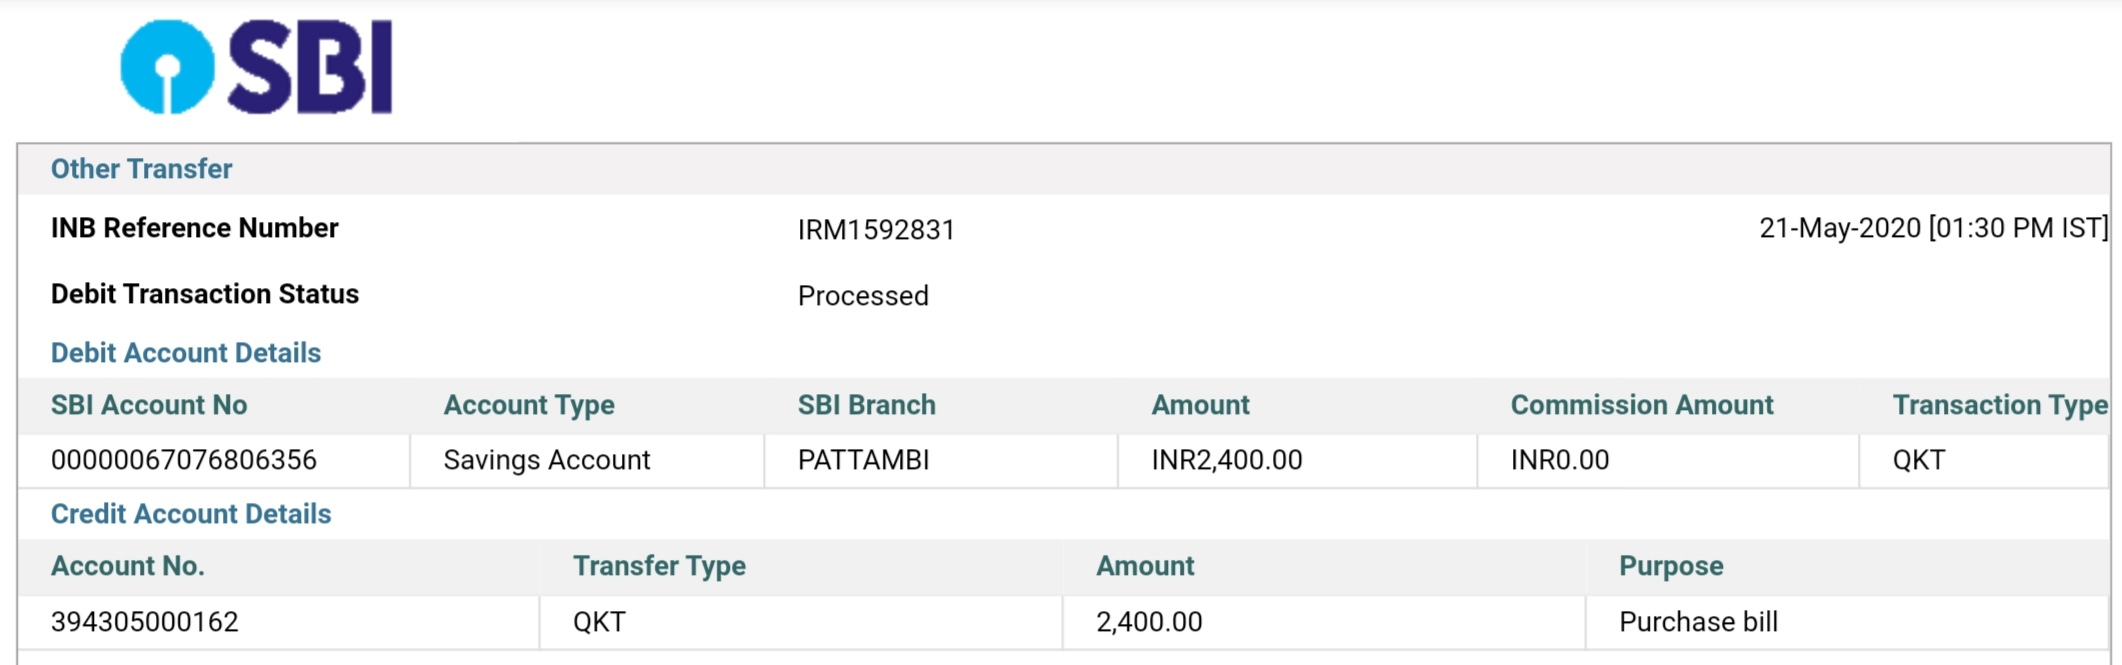 SBI
Other Transfer
INB Reference Number IRM1592831 21-May-2020 [01:30 PM IST]
Debit Transaction Status Processed
Debit Account Details
SBI Account No Account Type SBI Branch Amount Commission Amount Transaction Type
00000067076806356 Savings Account PATTAMBI INR2,400.00 INR0.00 QKT
Credit Account Details
Account No. Transfer Type Amount Purpose
394305000162 QKT 2,400.00 Purchase bill